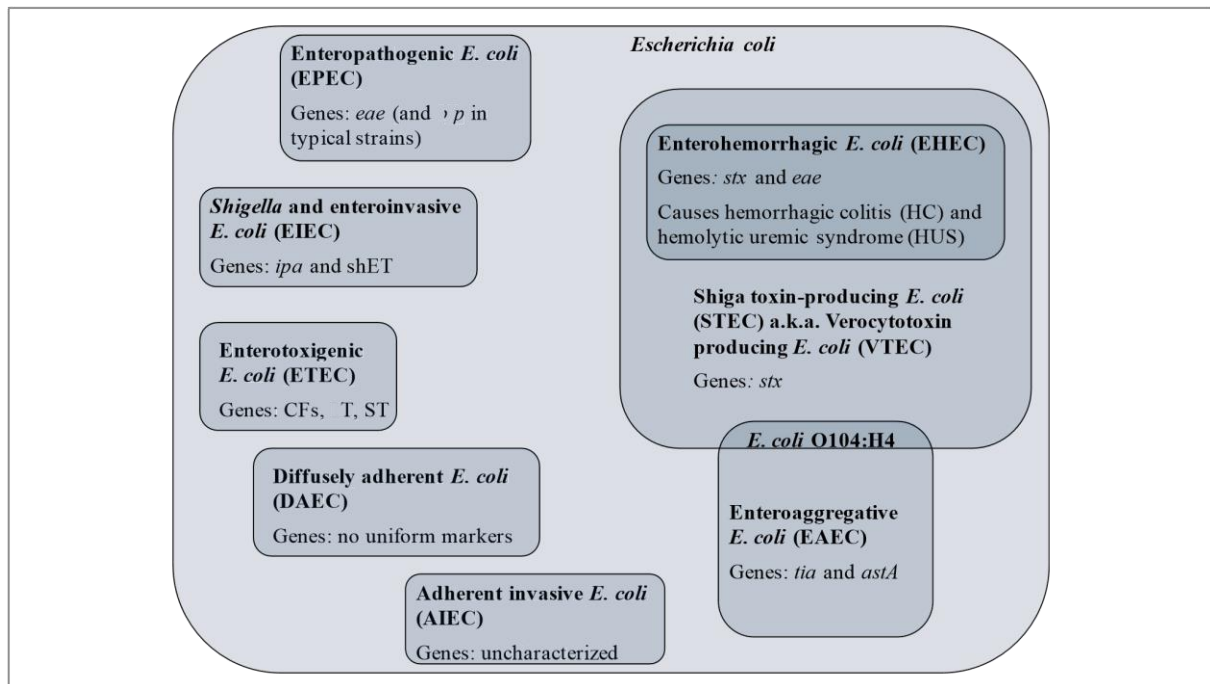 Escherichia coli
Enteropathogenic E. coli
(EPEC)
Genes: eae (and p in
typical strains)
Enterohemorrhagic E. coli (EHEC)
Genes: stx and eae
Causes hemorrhagic colitis (HC) and
hemolytic uremic syndrome (HUS)
Shigella and enteroinvasive
E. coli (EIEC)
Genes: ipa and shET
Shiga toxin-producing E. coli
(STEC) a.k.a. Verocytotoxin
producing E. coli (VTEC)
Genes: stx
Enterotoxigenic
E. coli (ETEC)
Genes: CFs, T, ST
E. coli O104:H4
Diffusely adherent E. coli
(DAEC)
Genes: no uniform markers
Enteroaggregative
E. coli (EAEC)
Genes: tia and astA
Adherent invasive E. coli
(AIEC)
Genes: uncharacterized